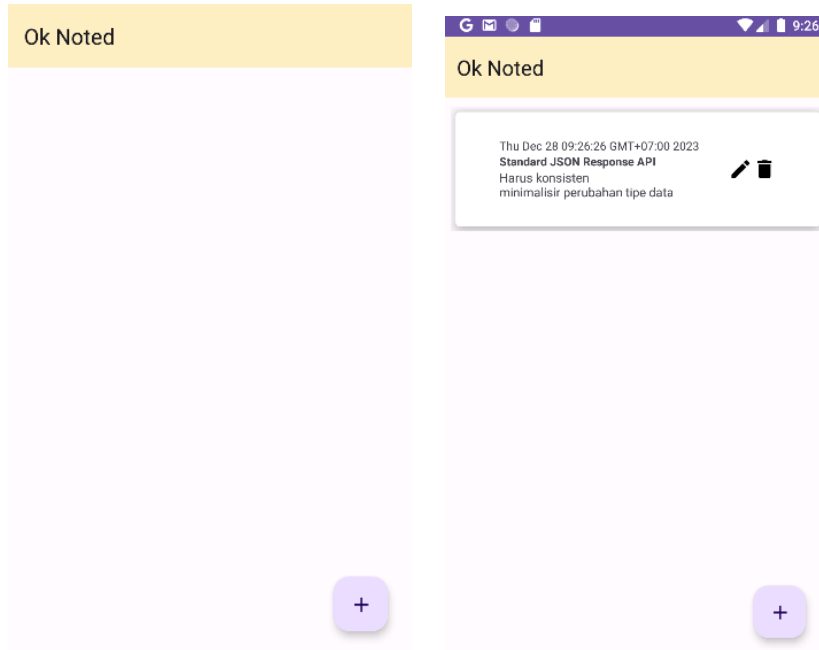 Ok Noted
9:26
Ok Noted
Thu Dec 28 09:26:26 GMT+07:00 2023
Standard JSON Response API
Harus konsisten
minimalisir perubahan tipe data
+
+